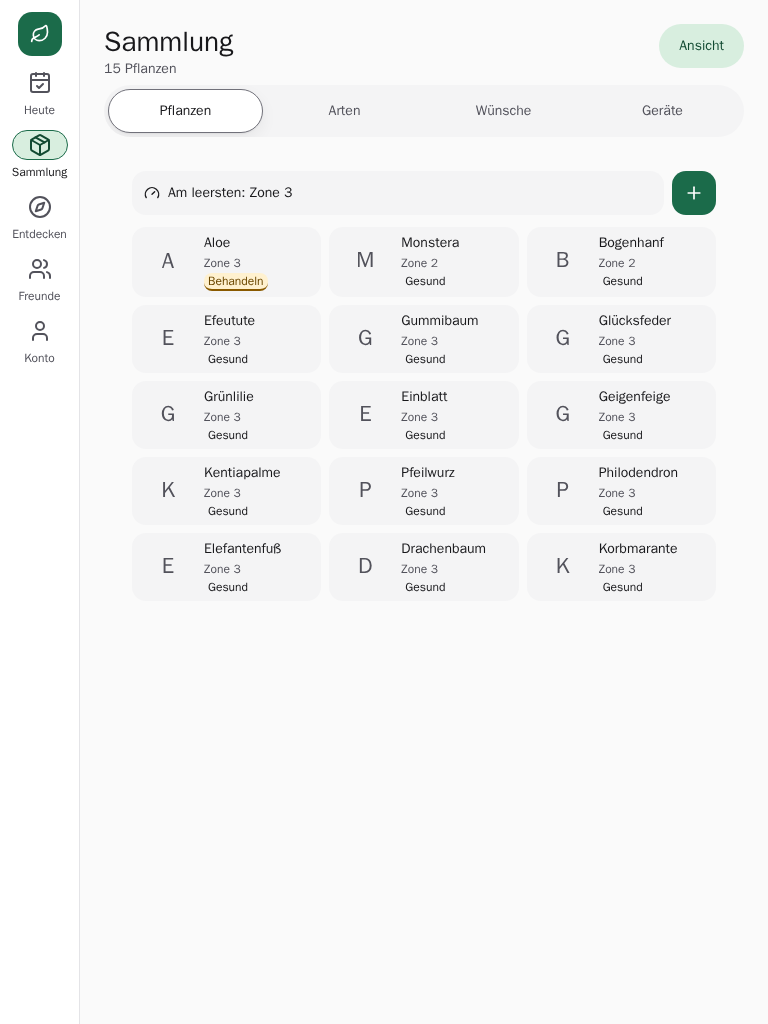 Sammlung
15 Pflanzen
Ansicht
Heute
Sammlung
Entdecken
Freunde
Konto
Pflanzen
Arten
Wünsche
Geräte
Am leersten: Zone 3
A
Aloe
Zone 3
Behandeln
M
Monstera
Zone 2
Gesund
B
Bogenhanf
Zone 2
Gesund
E
Efeutute
Zone 3
Gesund
G
Gummibaum
Zone 3
Gesund
G
Glücksfeder
Zone 3
Gesund
G
Grünlilie
Zone 3
Gesund
E
Einblatt
Zone 3
Gesund
G
Geigenfeige
Zone 3
Gesund
K
Kentiapalme
Zone 3
Gesund
P
Pfeilwurz
Zone 3
Gesund
P
Philodendron
Zone 3
Gesund
E
Elefantenfuß
Zone 3
Gesund
D
Drachenbaum
Zone 3
Gesund
K
Korbmarante
Zone 3
Gesund